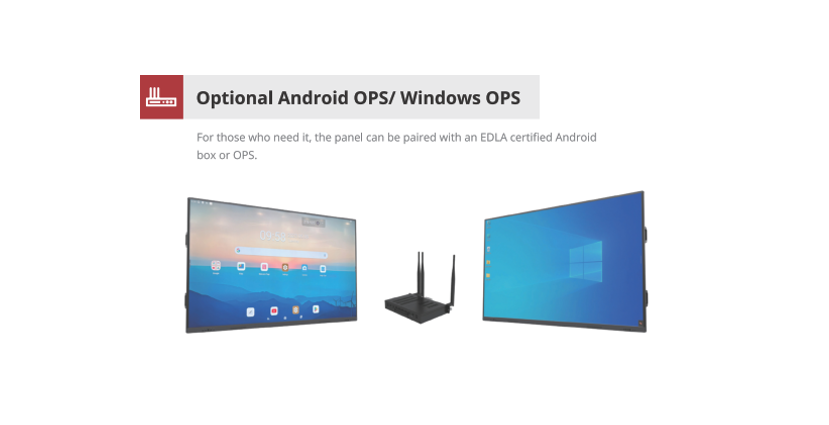 Optional Android OPS/ Windows OPS
For those who need it, the panel can be paired with an EDLA certified Android
box or OPS.